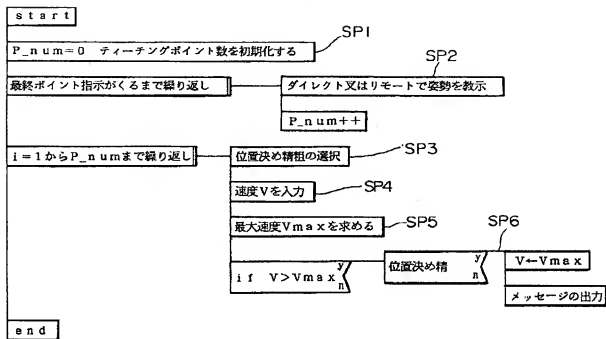 start
SP1
P_num=0 ティーチングポイント数を初期化する
SP2
最終ポイント指示がくるまで繰り返し
ダイレクト又はリモートで姿勢を教示
P_num++
i=1からP_numまで繰り返し
位置決め精粗の選択
SP3
速度Vを入力
SP4
最大速度Vmaxを求める
SP5
SP6
if V>Vmax
y
n
位置決め精
y
n
V←Vmax
メッセージの出力
end